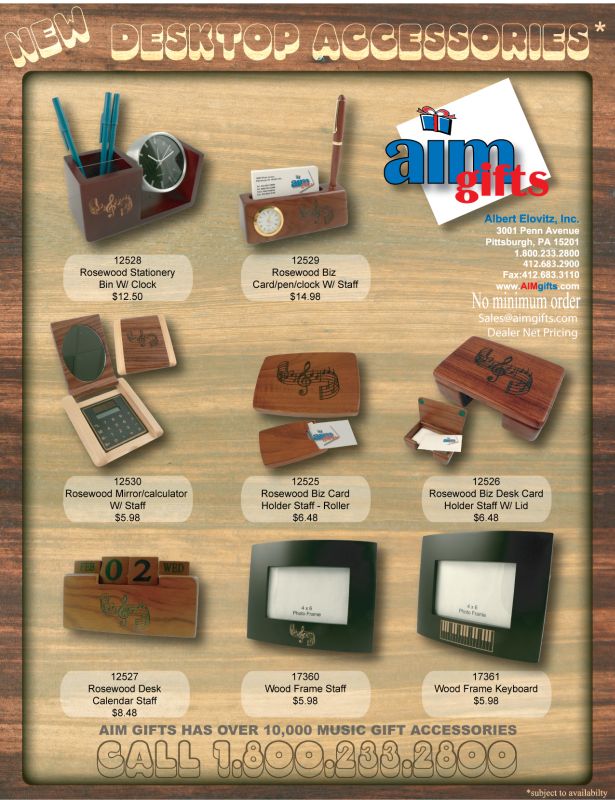 NEW DESKTOP ACCESSORIES*
aim
gifts
Albert Elovitz, Inc.
3001 Penn Avenue
Pittsburgh, PA 15201
1.800.233.2800
412.683.2900
Fax:412.683.3110
www.AIMgifts.com
No minimum order
Sales@aimgifts.com
Dealer Net Pricing
12528
Rosewood Stationery
Bin W/ Clock
$12.50
12529
Rosewood Biz
Card/pen/clock W/ Staff
$14.98
12530
Rosewood Mirror/calculator
W/ Staff
$5.98
12525
Rosewood Biz Card
Holder Staff - Roller
$6.48
12526
Rosewood Biz Desk Card
Holder Staff W/ Lid
$6.48
FEB 02 WED
12527
Rosewood Desk
Calendar Staff
$8.48
4 x 6
Photo Frame
17360
Wood Frame Staff
$5.98
4 x 6
Photo Frame
17361
Wood Frame Keyboard
$5.98
AIM GIFTS HAS OVER 10,000 MUSIC GIFT ACCESSORIES
CALL 1.800.233.2800
*subject to availabilty